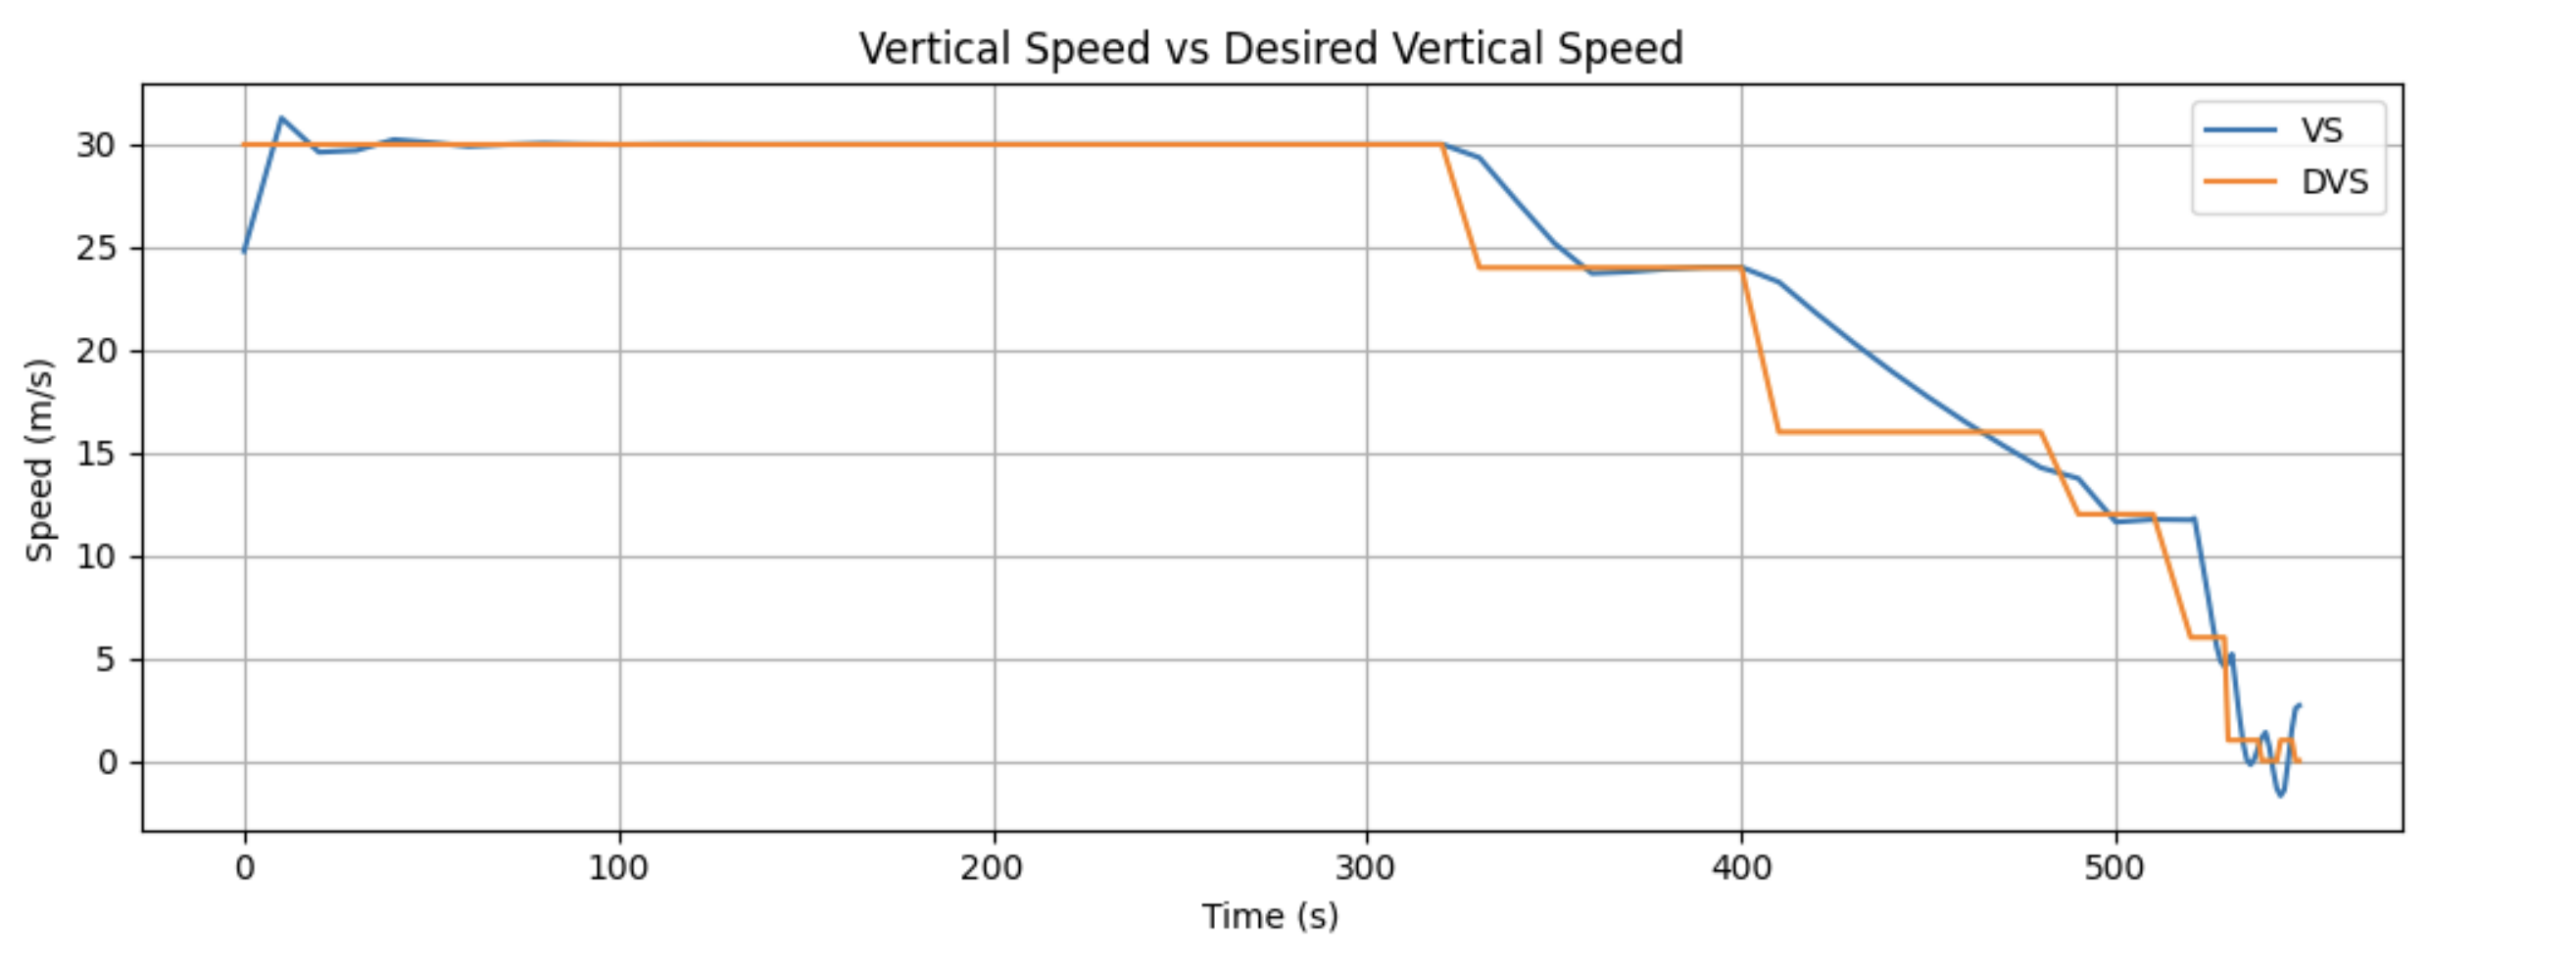 Vertical Speed vs Desired Vertical Speed
VS
DVS
30
25
20
15
10
5
0
Speed (m/s)
0 100 200 300 400 500
Time (s)